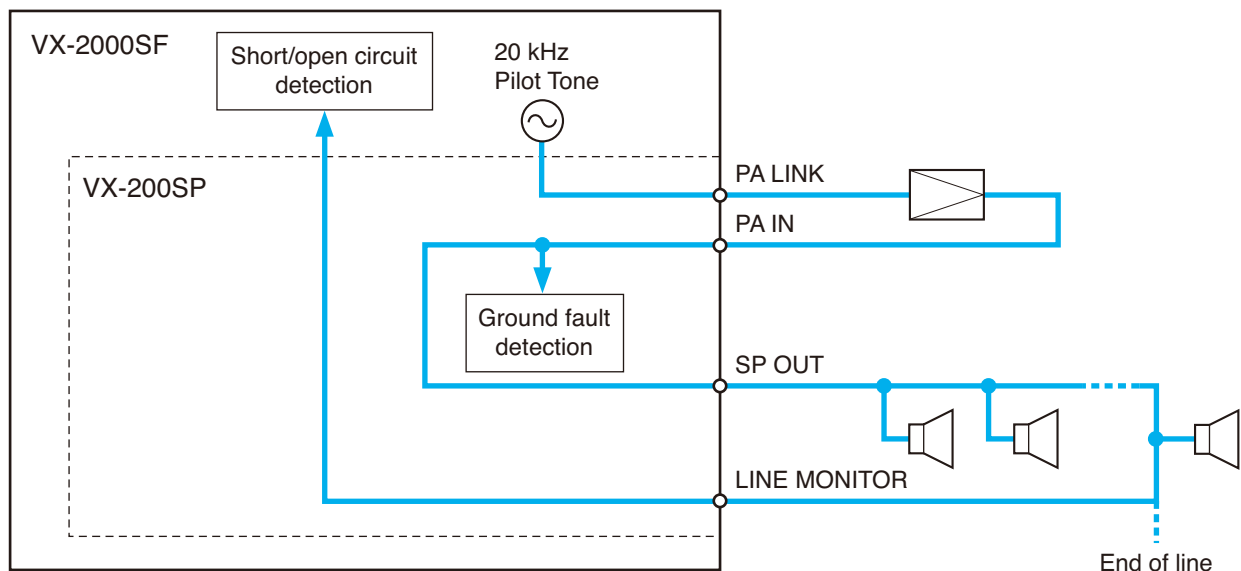 VX-2000SF
Short/open circuit
detection
20 kHz
Pilot Tone
VX-200SP
PA LINK
PA IN
Ground fault
detection
SP OUT
LINE MONITOR
End of line